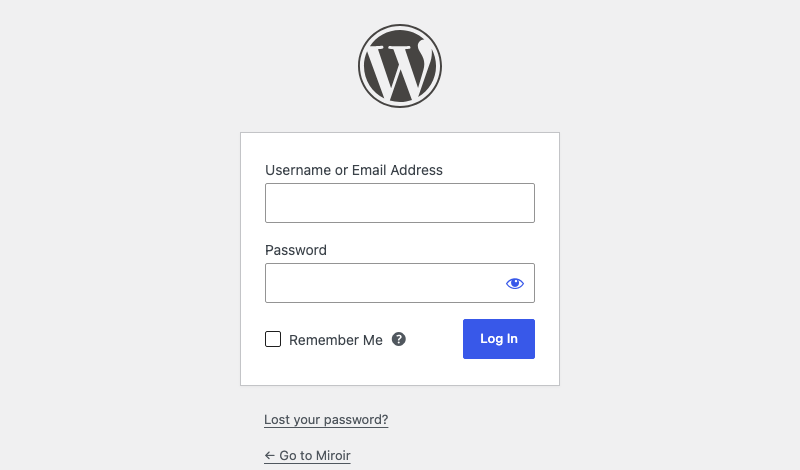 Username or Email Address
Password
Remember Me ?
Log In
Lost your password?
← Go to Miroir